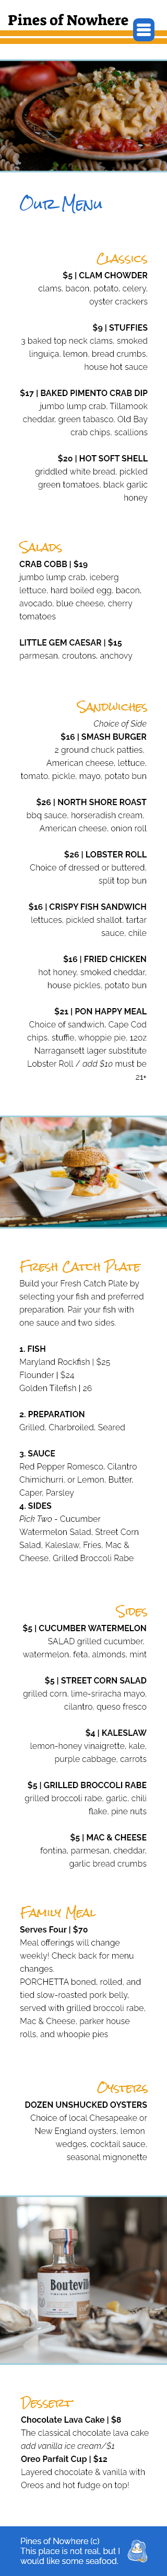 Pines of Nowhere
Our Menu
Classics
$5 | CLAM CHOWDER
clams, bacon, potato, celery,
oyster crackers
$9 | STUFFIES
3 baked top neck clams, smoked
linguiça, lemon, bread crumbs,
house hot sauce
$17 | BAKED PIMENTO CRAB DIP
jumbo lump crab, Tillamook
cheddar, green tabasco, Old Bay
crab chips, scallions
$20 | HOT SOFT SHELL
griddled white bread, pickled
green tomatoes, black garlic
honey
Salads
CRAB COBB | $19
jumbo lump crab, iceberg
lettuce, hard boiled egg, bacon,
avocado, blue cheese, cherry
tomatoes
LITTLE GEM CAESAR | $15
parmesan, croutons, anchovy
Sandwiches
Choice of Side
$16 | SMASH BURGER
2 ground chuck patties,
American cheese, lettuce,
tomato, pickle, mayo, potato bun
$26 | NORTH SHORE ROAST
bbq sauce, horseradish cream,
American cheese, onion roll
$26 | LOBSTER ROLL
Choice of dressed or buttered,
split top bun
$16 | CRISPY FISH SANDWICH
lettuces, pickled shallot, tartar
sauce, chile
$16 | FRIED CHICKEN
hot honey, smoked cheddar,
house pickles, potato bun
$21 | PON HAPPY MEAL
Choice of sandwich, Cape Cod
chips, stuffie, whoppie pie, 12oz
Narragansett lager substitute
Lobster Roll / add $10 must be
21+
Fresh Catch Plate
Build your Fresh Catch Plate by
selecting your fish and preferred
preparation. Pair your fish with
one sauce and two sides.
1. FISH
Maryland Rockfish | $25
Flounder | $24
Golden Tilefish | 26
2. PREPARATION
Grilled, Charbroiled, Seared
3. SAUCE
Red Pepper Romesco, Cilantro
Chimichurri, or Lemon, Butter,
Caper, Parsley
4. SIDES
Pick Two - Cucumber
Watermelon Salad, Street Corn
Salad, Kaleslaw, Fries, Mac &
Cheese, Grilled Broccoli Rabe
Sides
$5 | CUCUMBER WATERMELON
SALAD grilled cucumber,
watermelon, feta, almonds, mint
$5 | STREET CORN SALAD
grilled corn, lime-sriracha mayo,
cilantro, queso fresco
$4 | KALESLAW
lemon-honey vinaigrette, kale,
purple cabbage, carrots
$5 | GRILLED BROCCOLI RABE
grilled broccoli rabe, garlic, chili
flake, pine nuts
$5 | MAC & CHEESE
fontina, parmesan, cheddar,
garlic bread crumbs
Family Meal
Serves Four | $70
Meal offerings will change
weekly! Check back for menu
changes.
PORCHETTA boned, rolled, and
tied slow-roasted pork belly,
served with grilled broccoli rabe,
Mac & Cheese, parker house
rolls, and whoopie pies
Oysters
DOZEN UNSHUCKED OYSTERS
Choice of local Chesapeake or
New England oysters, lemon
wedges, cocktail sauce,
seasonal mignonette
Dessert
Chocolate Lava Cake | $8
The classical chocolate lava cake
add vanilla ice cream/$1
Oreo Parfait Cup | $12
Layered chocolate & vanilla with
Oreos and hot fudge on top!
Pines of Nowhere (c)
This place is not real, but I
would like some seafood.